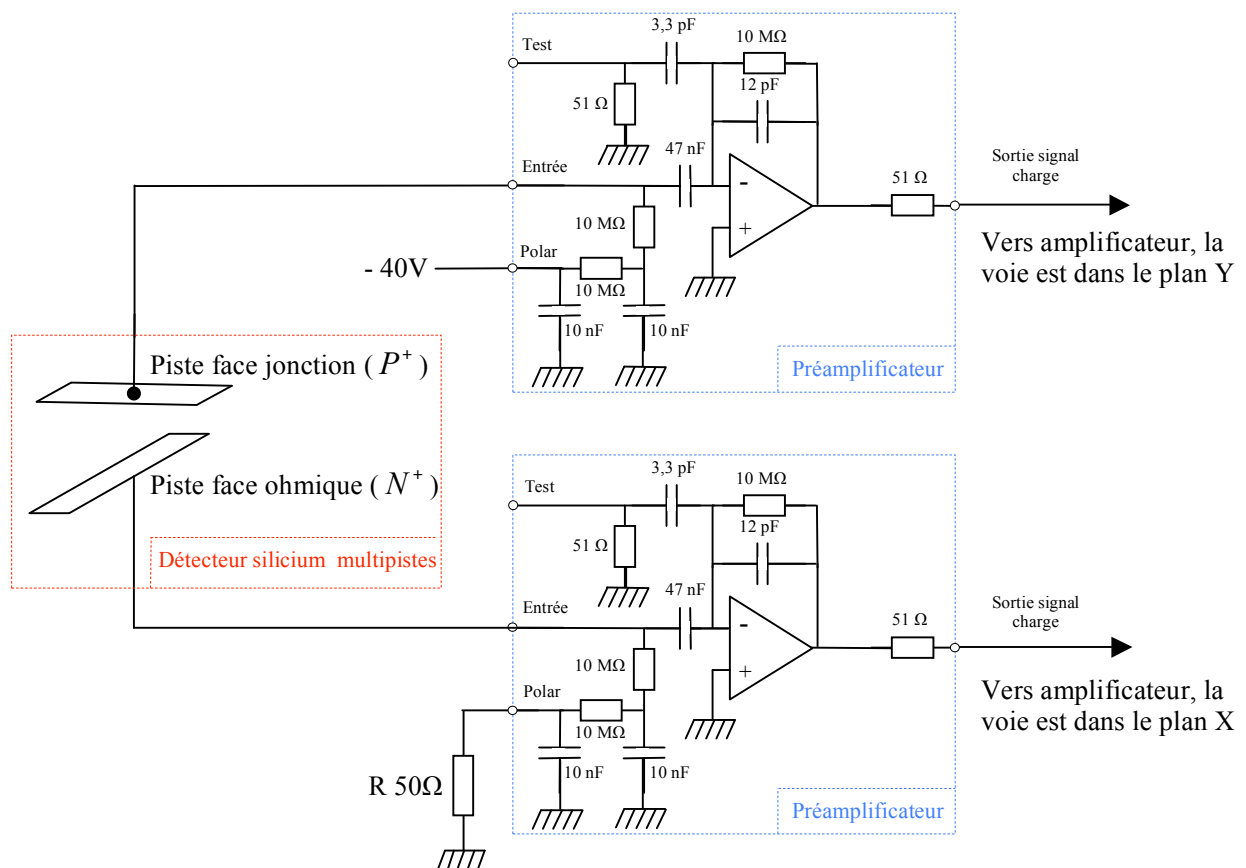 3,3 pF
10 MΩ
Test
12 pF
51 Ω
47 nF
Entrée
51 Ω
Sortie signal
charge
-
10 MΩ
+
Polar
- 40V
10 MΩ
Vers amplificateur, la
voie est dans le plan Y
10 nF
10 nF
Piste face jonction ( P+ )
Préamplificateur
Piste face ohmique ( N+ )
Détecteur silicium multipistes
3,3 pF
10 MΩ
Test
12 pF
51 Ω
47 nF
Entrée
51 Ω
Sortie signal
charge
-
10 MΩ
+
Polar
10 MΩ
Vers amplificateur, la
voie est dans le plan X
10 nF
10 nF
R 50Ω
Préamplificateur